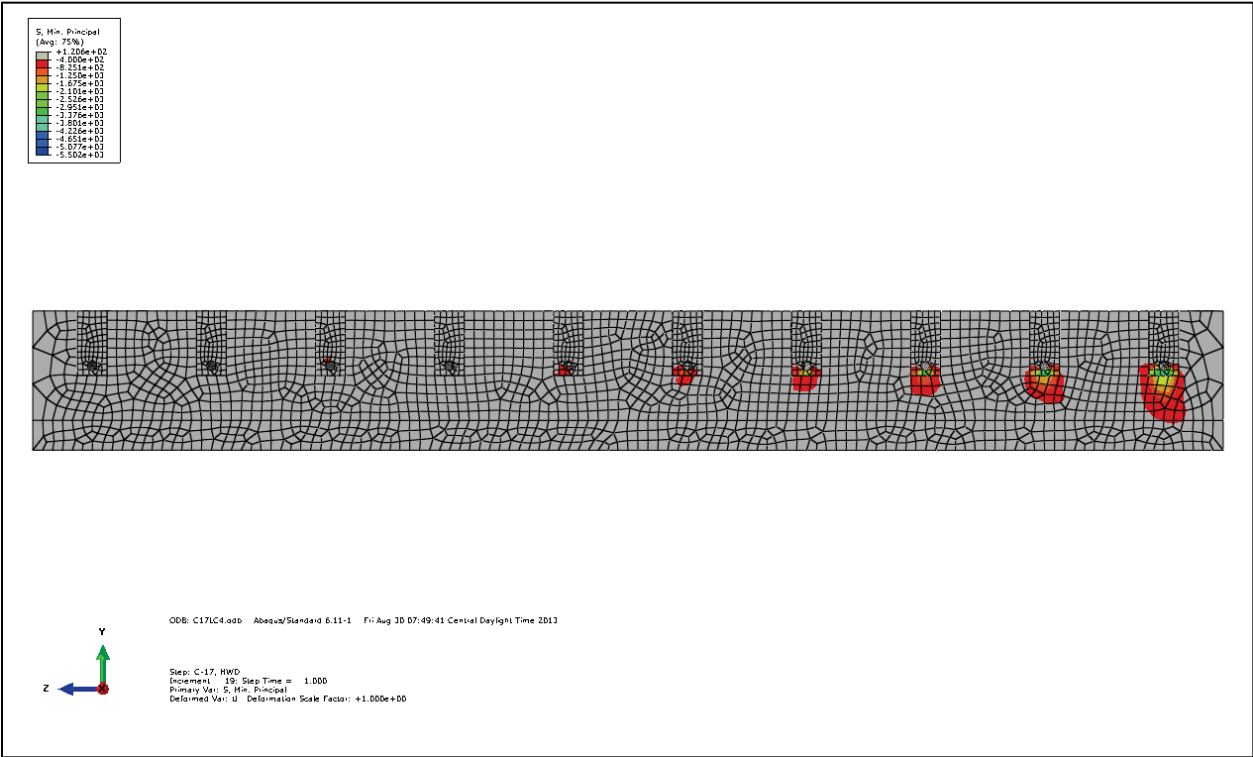 S, Min. Principal
(Avg: 75%)
+1.206e+02
-4.000e+02
-8.251e+02
-1.250e+03
-1.675e+03
-2.101e+03
-2.526e+03
-2.951e+03
-3.376e+03
-3.801e+03
-4.226e+03
-4.651e+03
-5.077e+03
-5.502e+03
Y
Z
X
ODB: C17LC4.odb Abaqus/Standard 6.11-1 Fri Aug 30 07:49:41 Central Daylight Time 2013
Step: C-17, HWD
Increment 19: Step Time = 1.000
Primary Var: S, Min. Principal
Deformed Var: U Deformation Scale Factor: +1.000e+00